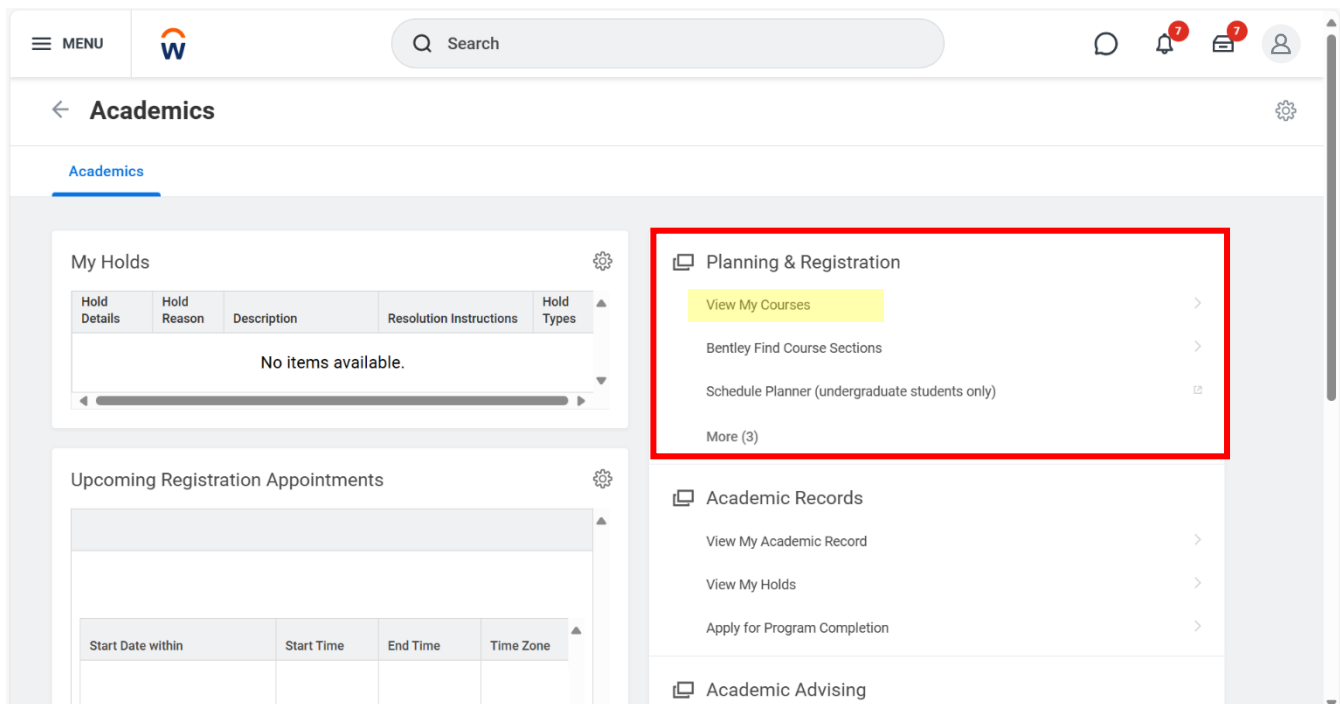 MENU
W
Search
7
7
Academics
Academics
My Holds
Hold Details
Hold Reason
Description
Resolution Instructions
Hold Types
No items available.
Upcoming Registration Appointments
Start Date within
Start Time
End Time
Time Zone
Planning & Registration
View My Courses
Bentley Find Course Sections
Schedule Planner (undergraduate students only)
More (3)
Academic Records
View My Academic Record
View My Holds
Apply for Program Completion
Academic Advising